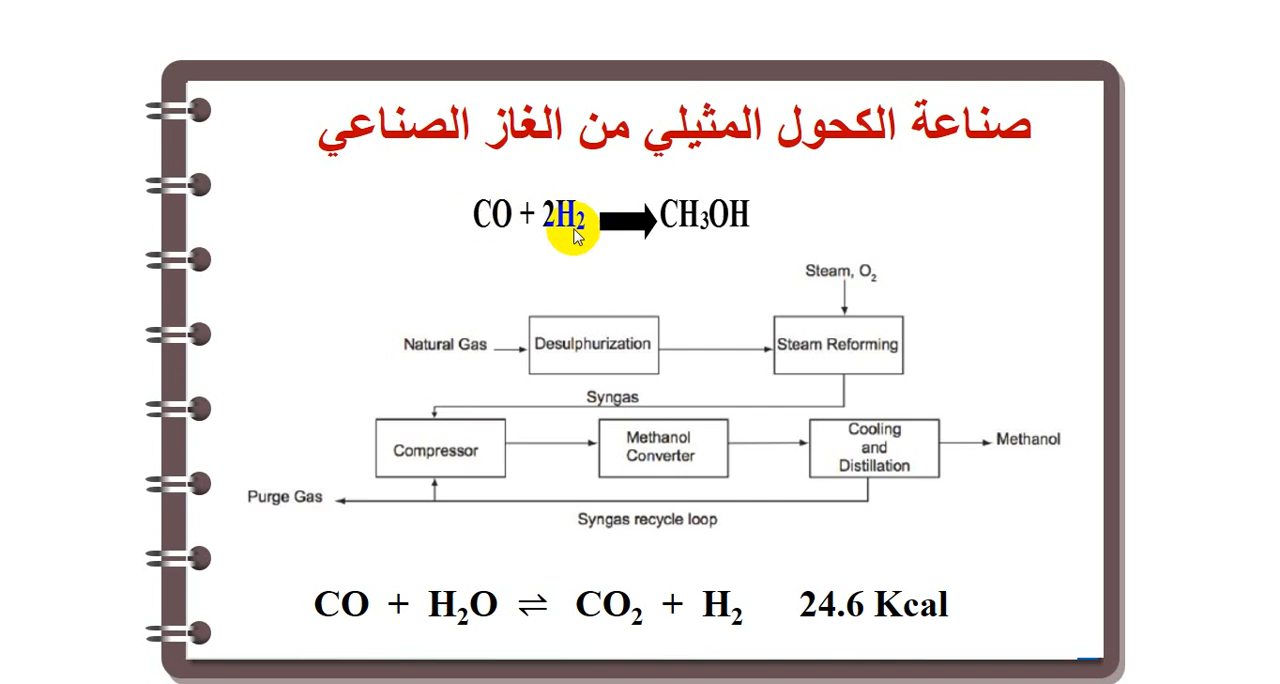 صناعة الكحول المثيلي من الغاز الصناعي
CO + 2H₂ ➡ CH₃OH
Steam, O₂
Natural Gas
Desulphurization
Steam Reforming
Syngas
Compressor
Methanol
Converter
Cooling
and
Distillation
Methanol
Purge Gas
Syngas recycle loop
CO + H₂O ⇌ CO₂ + H₂ 24.6 Kcal